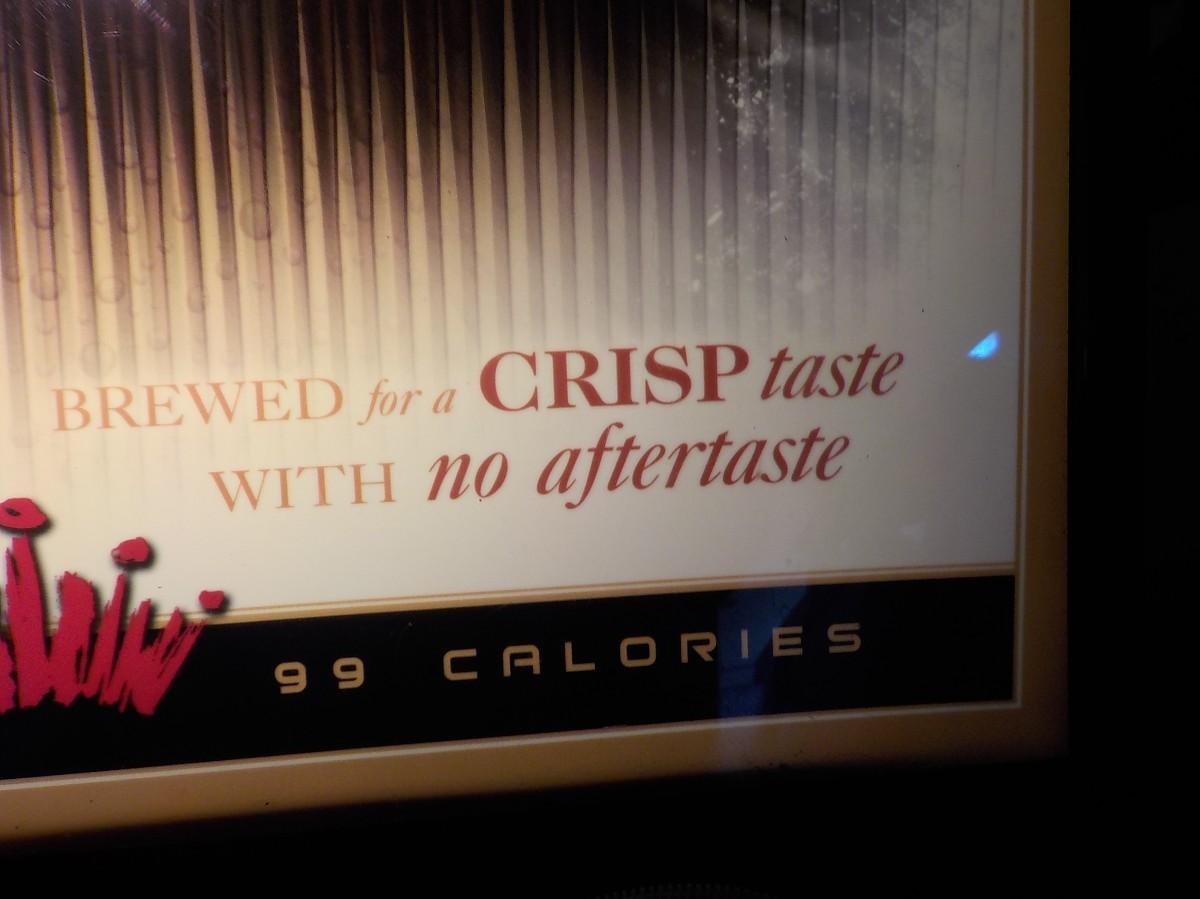 BREWED for a CRISP taste
WITH no aftertaste
99 CALORIES